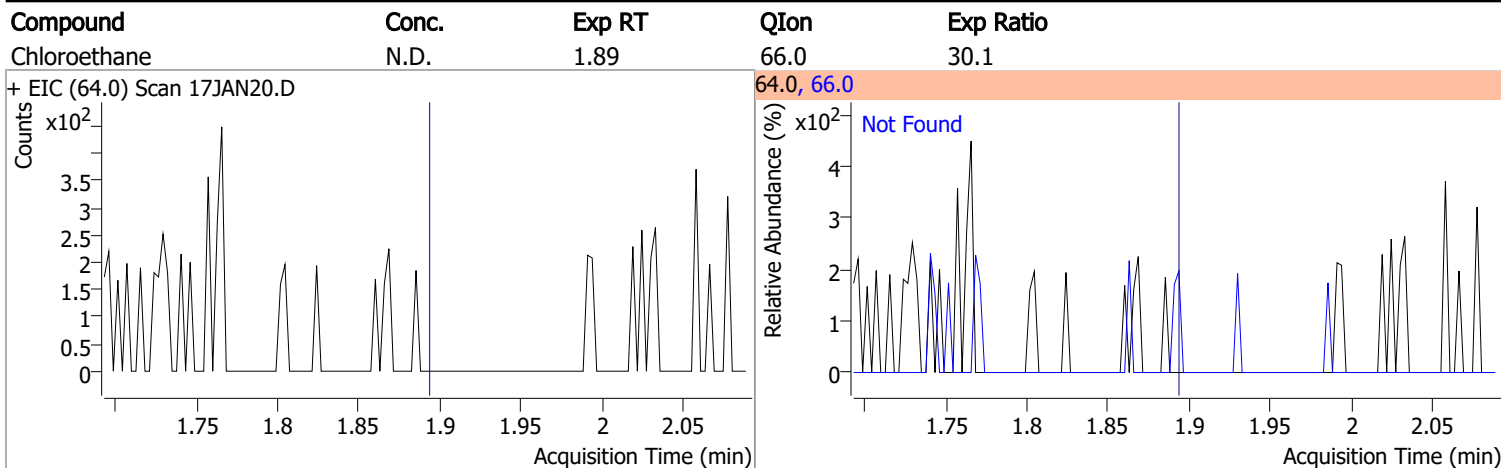 Compound Conc. Exp RT QIon Exp Ratio
Chloroethane N.D. 1.89 66.0 30.1
+ EIC (64.0) Scan 17JAN20.D
Counts
x10²
3.5
3
2.5
2
1.5
1
0.5
0
1.75 1.8 1.85 1.9 1.95 2 2.05
Acquisition Time (min)
64.0, 66.0
Relative Abundance (%)
x10²
Not Found
4
3
2
1
0
1.75 1.8 1.85 1.9 1.95 2 2.05
Acquisition Time (min)